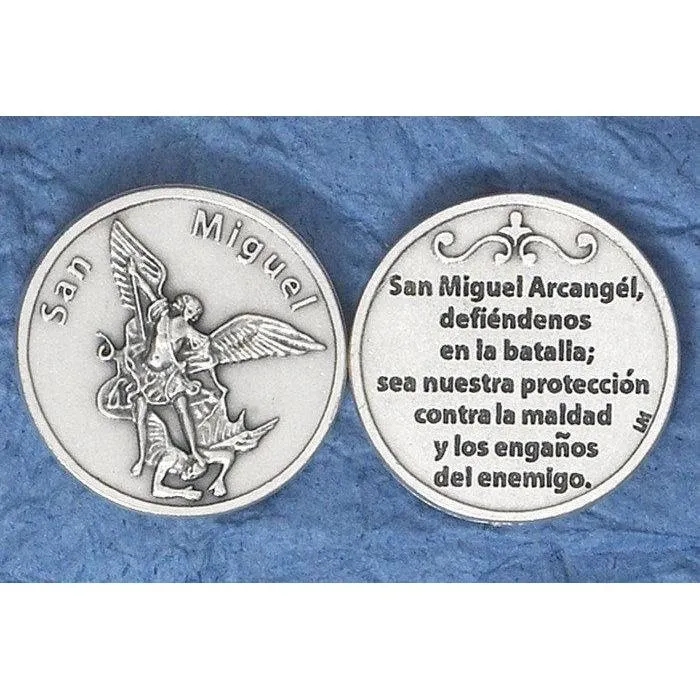 San Miguel
San Miguel Arcangél,
defiéndenos
en la batalla;
sea nuestra protección
contra la maldad
y los engaños
del enemigo.
LM